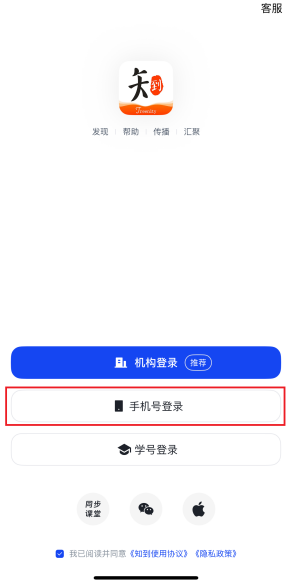 客服
知到
Treenity
发现 | 帮助 | 传播 | 汇聚
机构登录 推荐
手机号登录
学号登录
同步
课堂
我已阅读并同意《知到使用协议》《隐私政策》